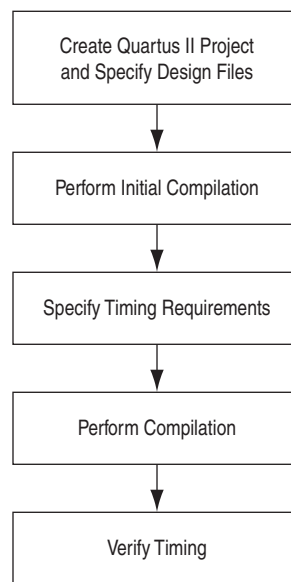 Create Quartus II Project
and Specify Design Files
Perform Initial Compilation
Specify Timing Requirements
Perform Compilation
Verify Timing